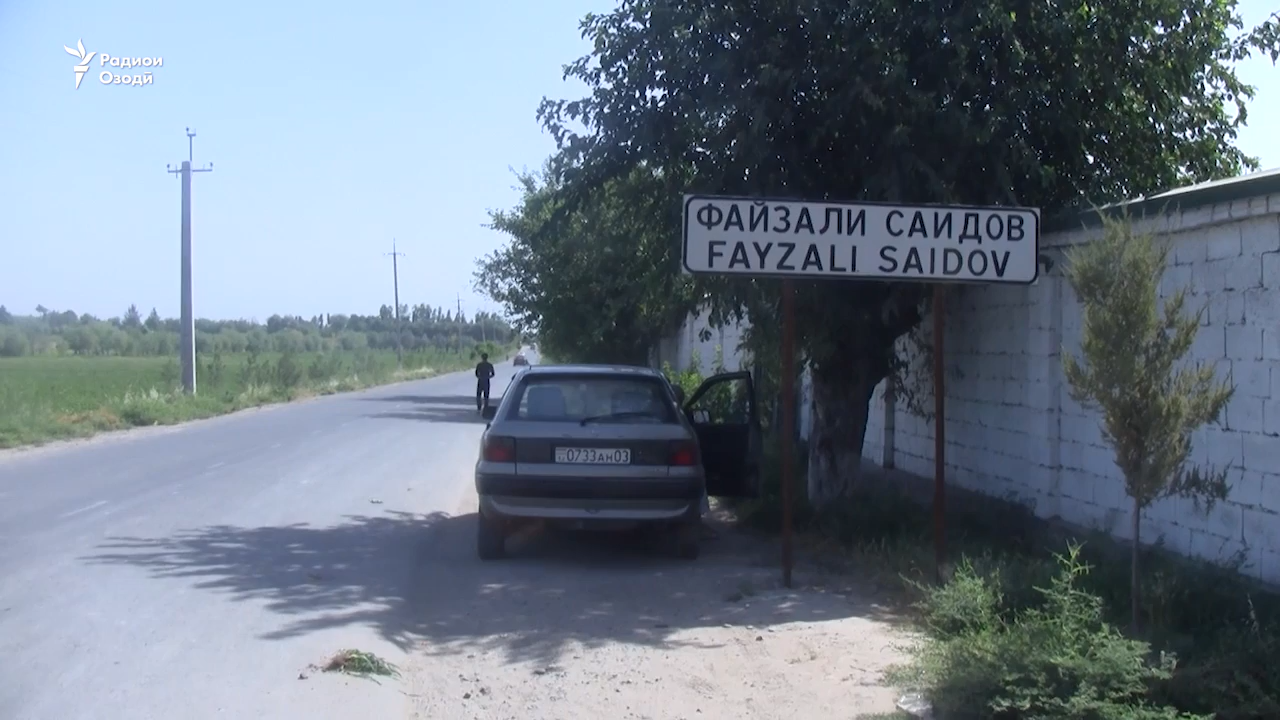 Радиои
Озодӣ
ФАЙЗАЛИ САИДОВ
FAYZALI SAIDOV
0733АН03